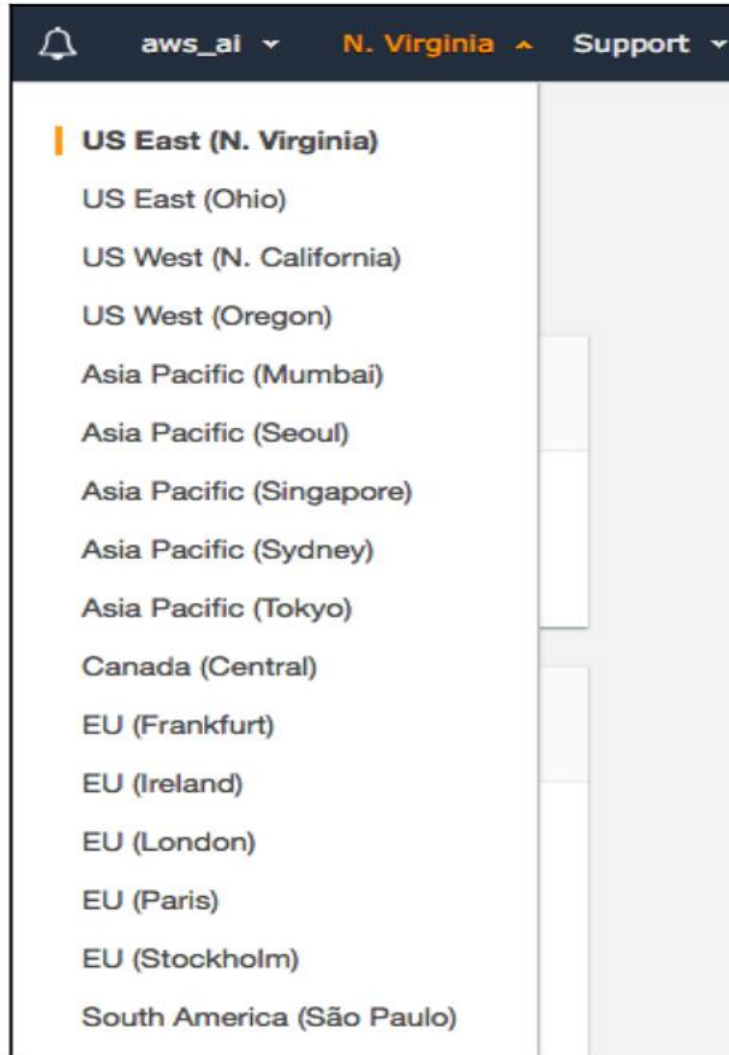 aws_ai N. Virginia Support
US East (N. Virginia)
US East (Ohio)
US West (N. California)
US West (Oregon)
Asia Pacific (Mumbai)
Asia Pacific (Seoul)
Asia Pacific (Singapore)
Asia Pacific (Sydney)
Asia Pacific (Tokyo)
Canada (Central)
EU (Frankfurt)
EU (Ireland)
EU (London)
EU (Paris)
EU (Stockholm)
South America (São Paulo)